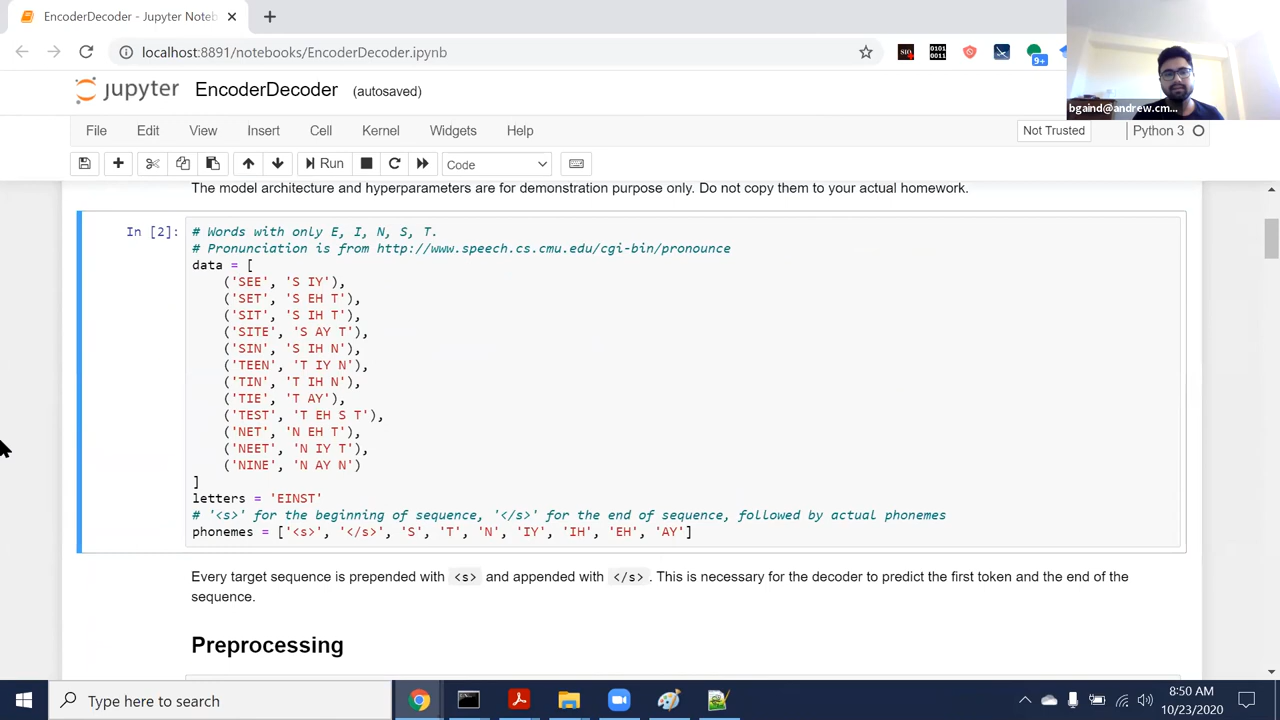 EncoderDecoder - Jupyter Noteb
localhost:8891/notebooks/EncoderDecoder.ipynb
SIO
0101
0011
9+
bgaind@andrew.cm...
jupyter EncoderDecoder (autosaved)
File Edit View Insert Cell Kernel Widgets Help
Not Trusted
Python 3
Run
Code
The model architecture and hyperparameters are for demonstration purpose only. Do not copy them to your actual homework.
In [2]: # Words with only E, I, N, S, T.
# Pronunciation is from http://www.speech.cs.cmu.edu/cgi-bin/pronounce
data = [
('SEE', 'S IY'),
('SET', 'S EH T'),
('SIT', 'S IH T'),
('SITE', 'S AY T'),
('SIN', 'S IH N'),
('TEEN', 'T IY N'),
('TIN', 'T IH N'),
('TIE', 'T AY'),
('TEST', 'T EH S T'),
('NET', 'N EH T'),
('NEET', 'N IY T'),
('NINE', 'N AY N')
]
letters = 'EINST'
# '<s>' for the beginning of sequence, '</s>' for the end of sequence, followed by actual phonemes
phonemes = ['<s>', '</s>', 'S', 'T', 'N', 'IY', 'IH', 'EH', 'AY']
Every target sequence is prepended with <s> and appended with </s>. This is necessary for the decoder to predict the first token and the end of the
sequence.
Preprocessing
Type here to search
8:50 AM
10/23/2020